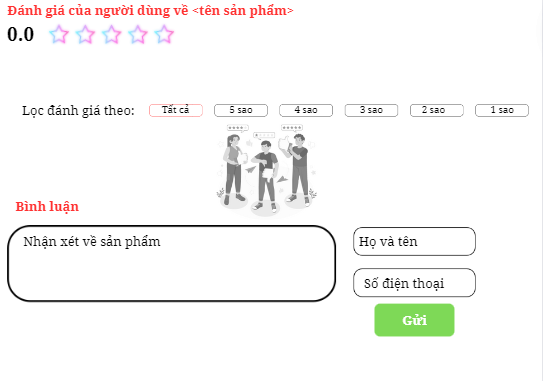 Đánh giá của người dùng về <tên sản phẩm>
0.0
Lọc đánh giá theo: Tất cả 5 sao 4 sao 3 sao 2 sao 1 sao
Bình luận
Nhận xét về sản phẩm
Họ và tên
Số điện thoại
Gửi